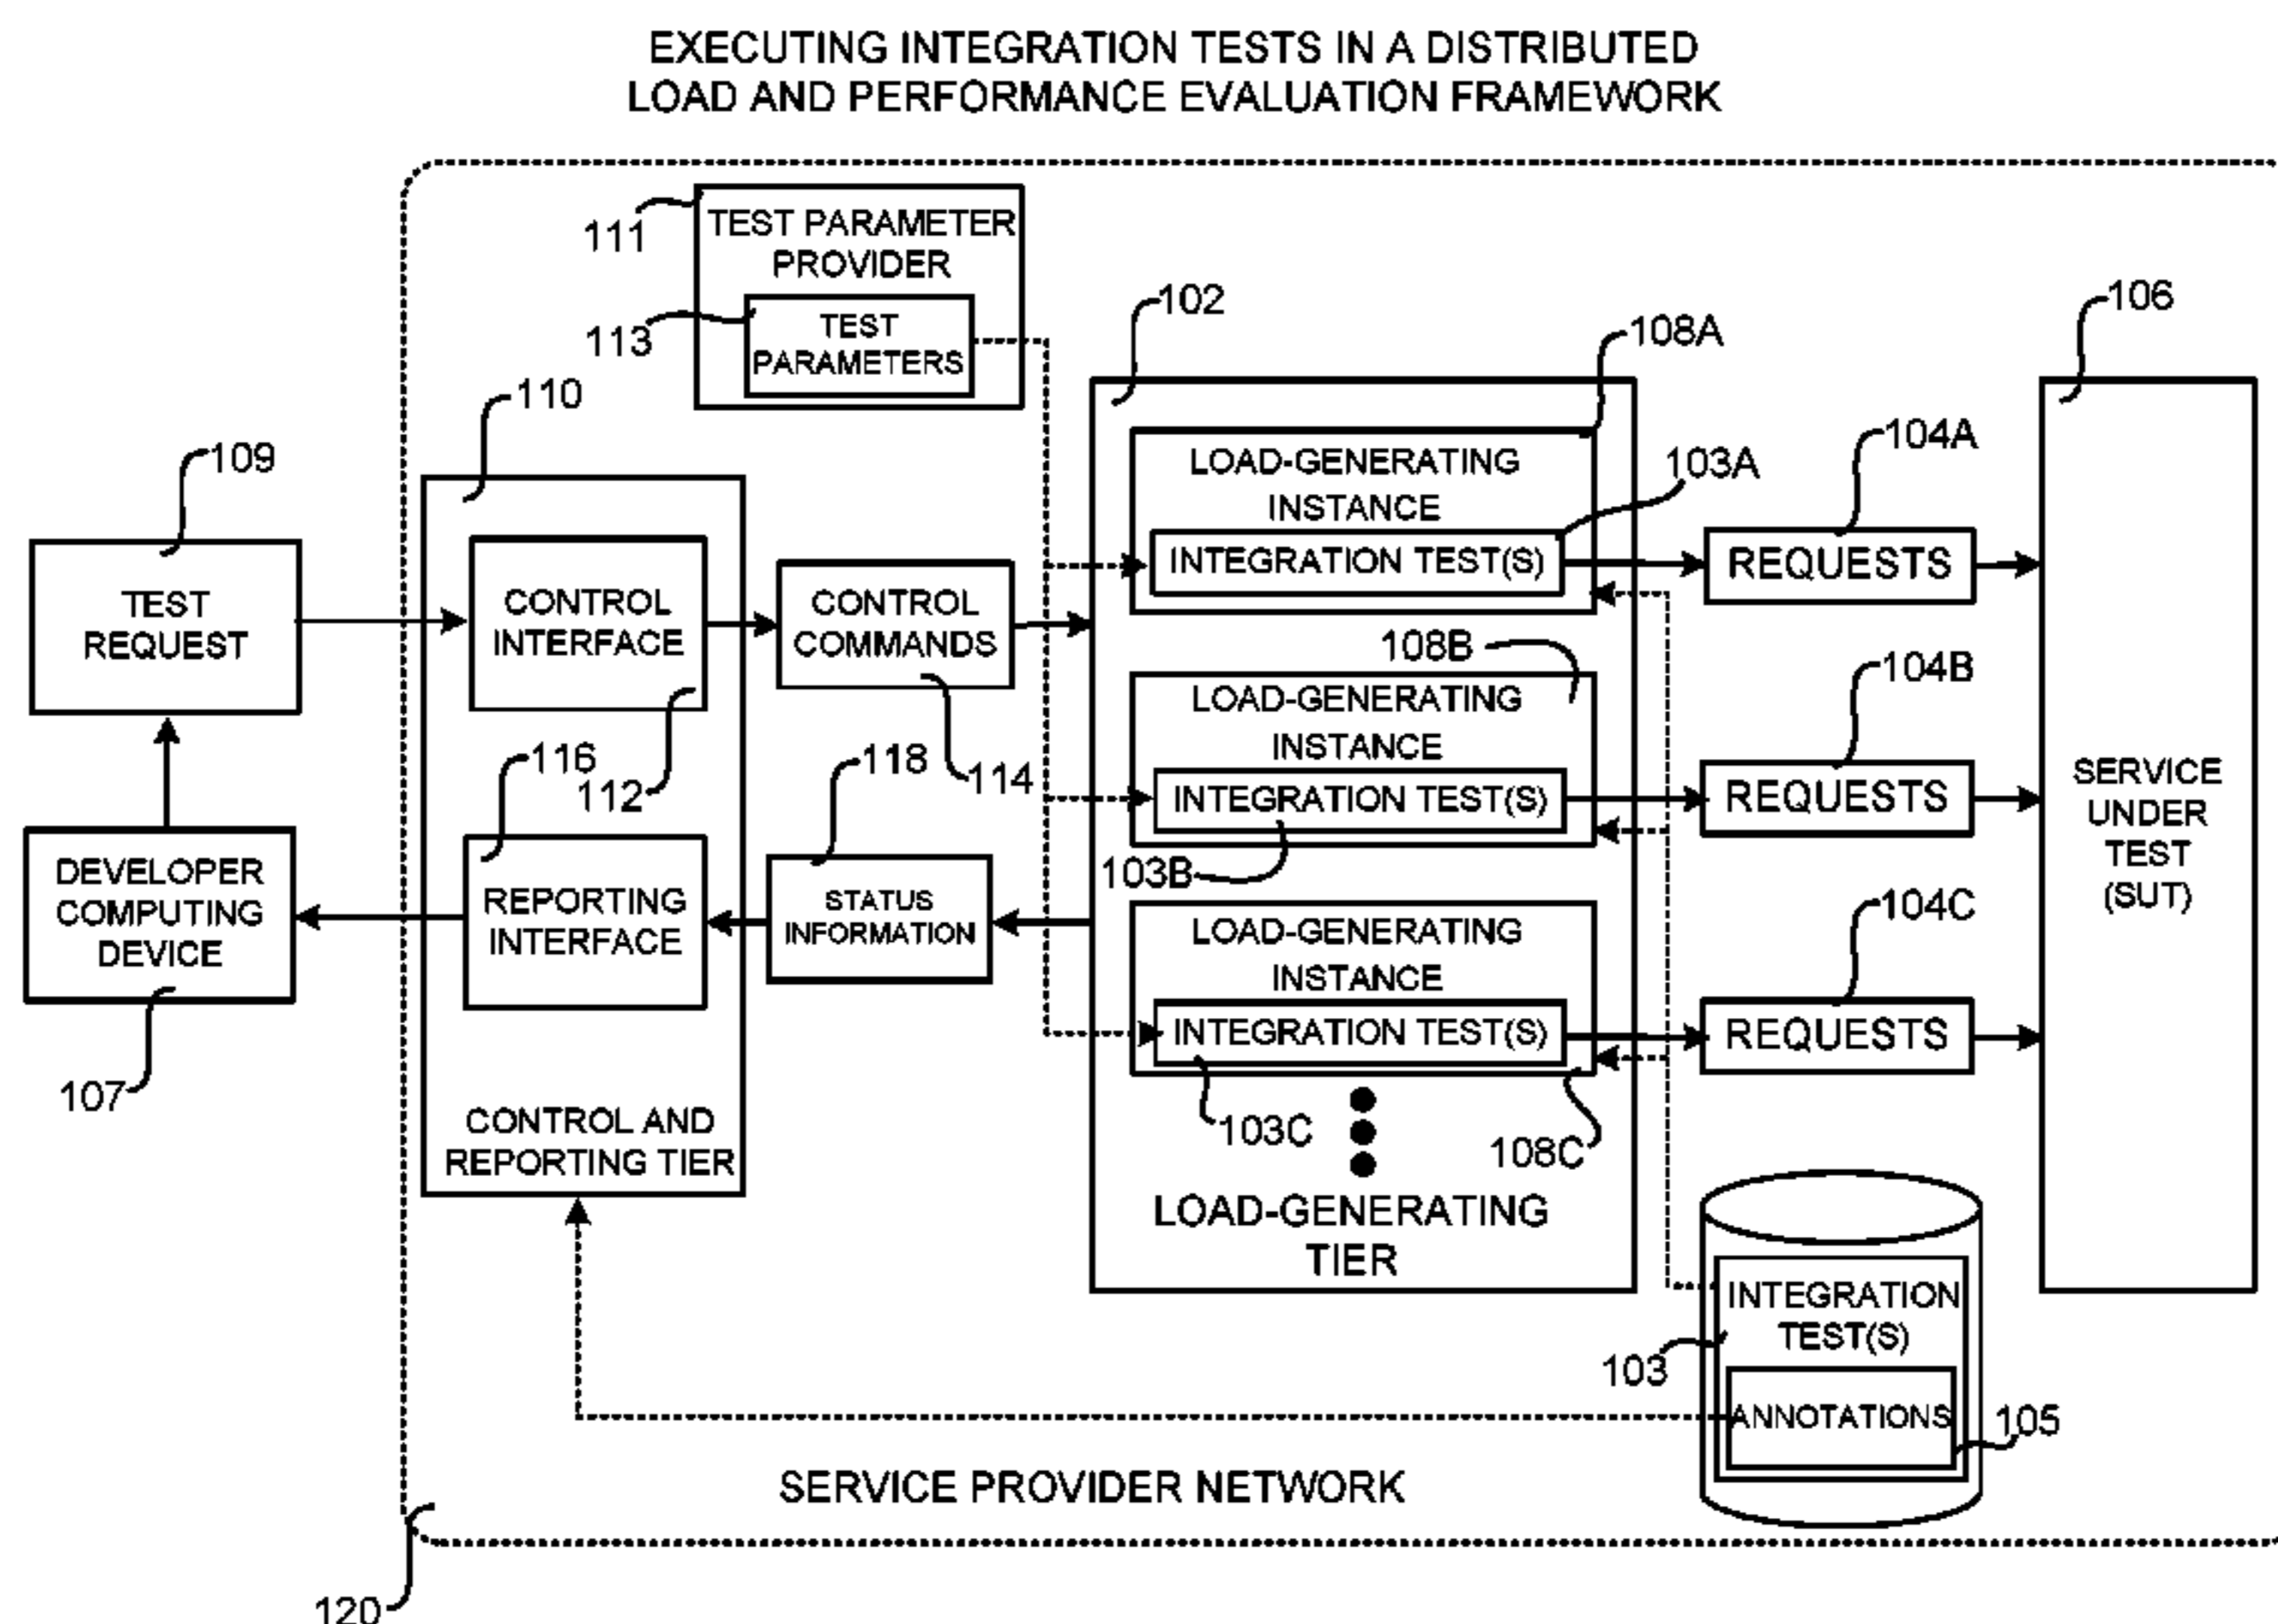 EXECUTING INTEGRATION TESTS IN A DISTRIBUTED
LOAD AND PERFORMANCE EVALUATION FRAMEWORK
111
TEST PARAMETER
PROVIDER
113
TEST
PARAMETERS
102
108A
106
110
109
104A
LOAD-GENERATING
INSTANCE
103A
INTEGRATION TEST(S)
REQUESTS
TEST
REQUEST
CONTROL
INTERFACE
CONTROL
COMMANDS
108B
104B
LOAD-GENERATING
INSTANCE
116
112
118
114
INTEGRATION TEST(S)
REQUESTS
SERVICE
UNDER
TEST
(SUT)
103B
DEVELOPER
COMPUTING
DEVICE
REPORTING
INTERFACE
STATUS
INFORMATION
104C
LOAD-GENERATING
INSTANCE
INTEGRATION TEST(S)
REQUESTS
107
CONTROL AND
REPORTING TIER
103C
108C
LOAD-GENERATING
TIER
INTEGRATION
TEST(S)
103
ANNOTATIONS
105
SERVICE PROVIDER NETWORK
120